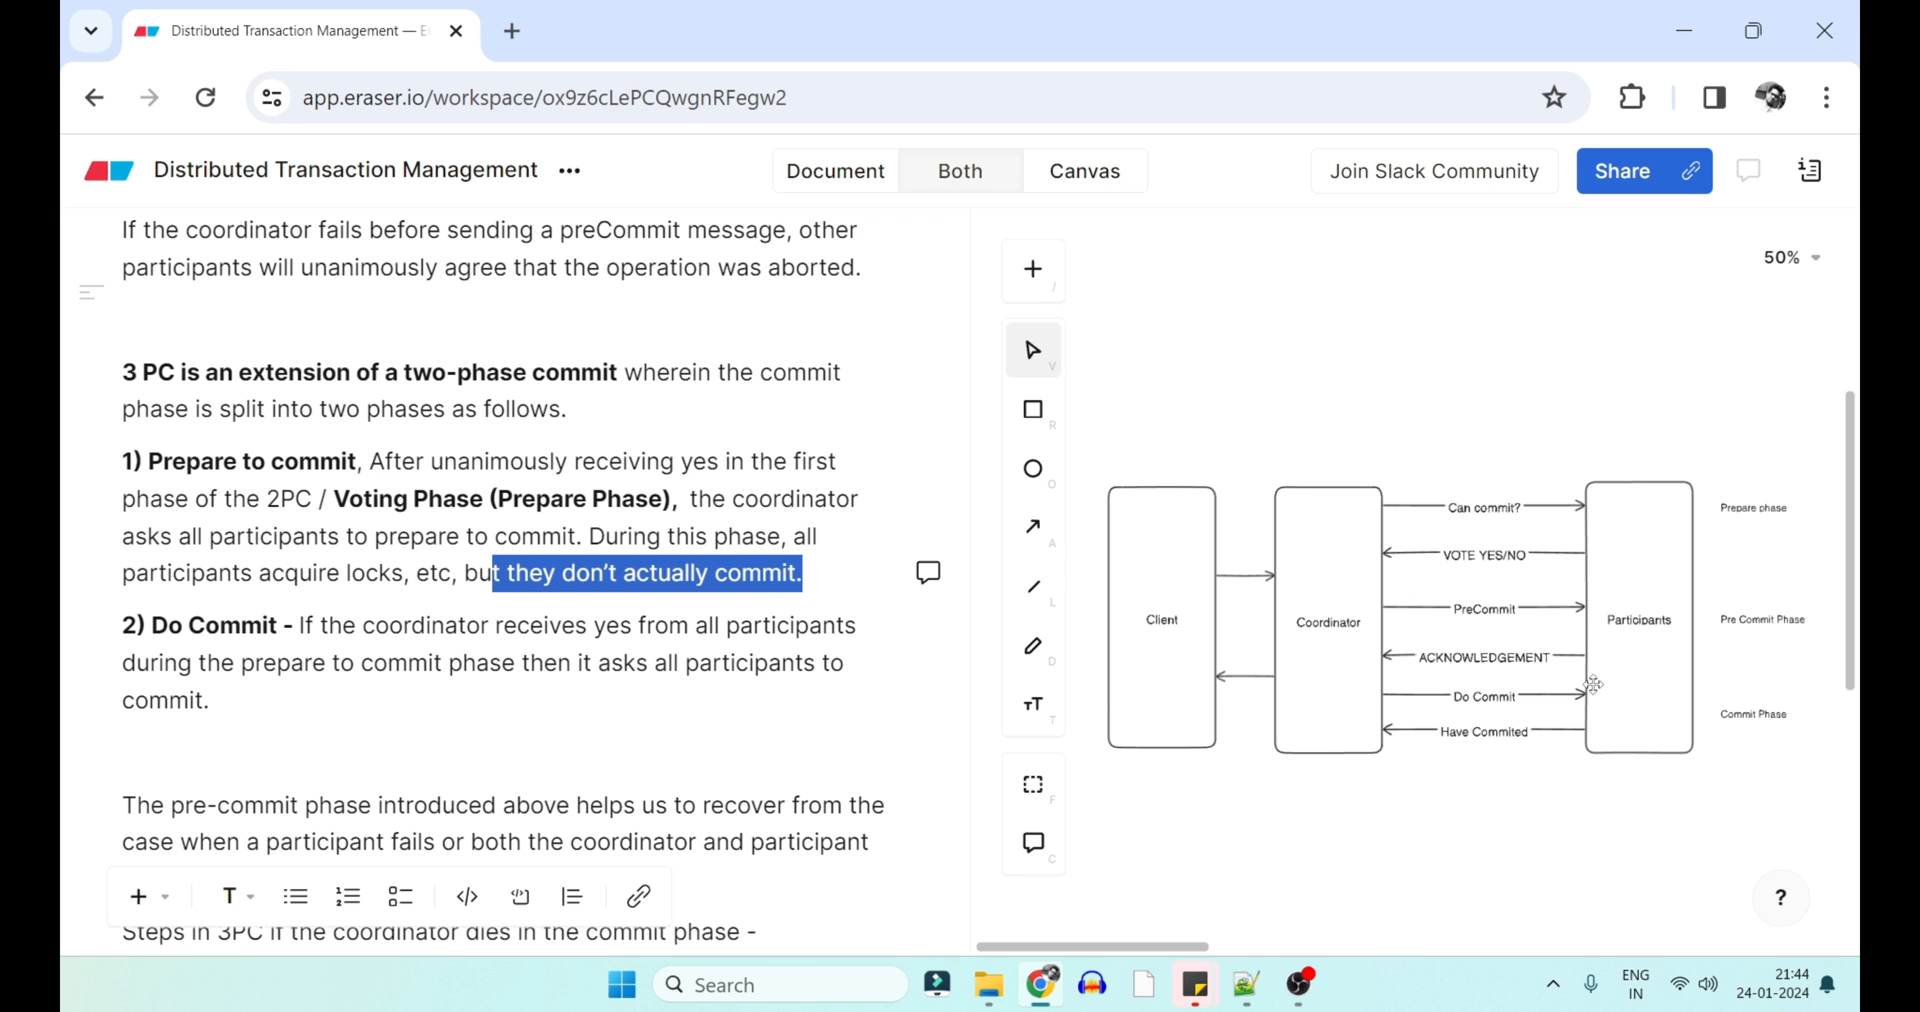 Distributed Transaction Management — E
app.eraser.io/workspace/ox9z6cLePCQwgnRFegw2
Distributed Transaction Management
Document
Both
Canvas
Join Slack Community
Share
If the coordinator fails before sending a preCommit message, other
participants will unanimously agree that the operation was aborted.
3 PC is an extension of a two-phase commit wherein the commit
phase is split into two phases as follows.
1) Prepare to commit, After unanimously receiving yes in the first
phase of the 2PC / Voting Phase (Prepare Phase), the coordinator
asks all participants to prepare to commit. During this phase, all
participants acquire locks, etc, but they don’t actually commit.
2) Do Commit - If the coordinator receives yes from all participants
during the prepare to commit phase then it asks all participants to
commit.
The pre-commit phase introduced above helps us to recover from the
case when a participant fails or both the coordinator and participant
Steps in 3PC if the coordinator dies in the commit phase -
T
50%
/
V
R
O
A
L
D
TT
T
F
C
Client
Coordinator
Can commit?
VOTE YES/NO
PreCommit
ACKNOWLEDGEMENT
Do Commit
Have Commited
Participants
Prepare phase
Pre Commit Phase
Commit Phase
?
Search
ENG
IN
21:44
24-01-2024